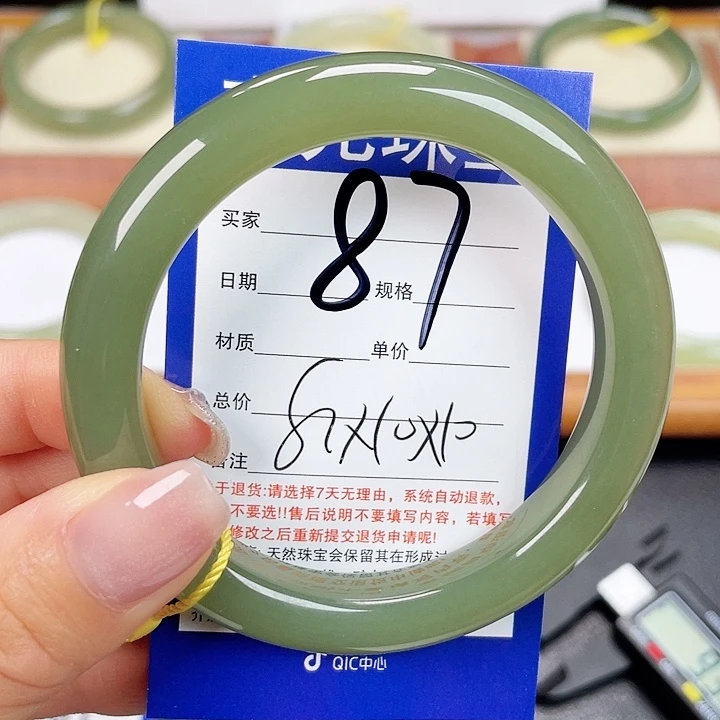 87
买家
日期 规格
材质 单价
总价
57X10X10
备注
于退货:请选择7天无理由，系统自动退款，
不要选!!售后说明不要填写内容，若填写
修改之后重新提交退货申请呢!
天然珠宝会保留其在形成过
QIC中心